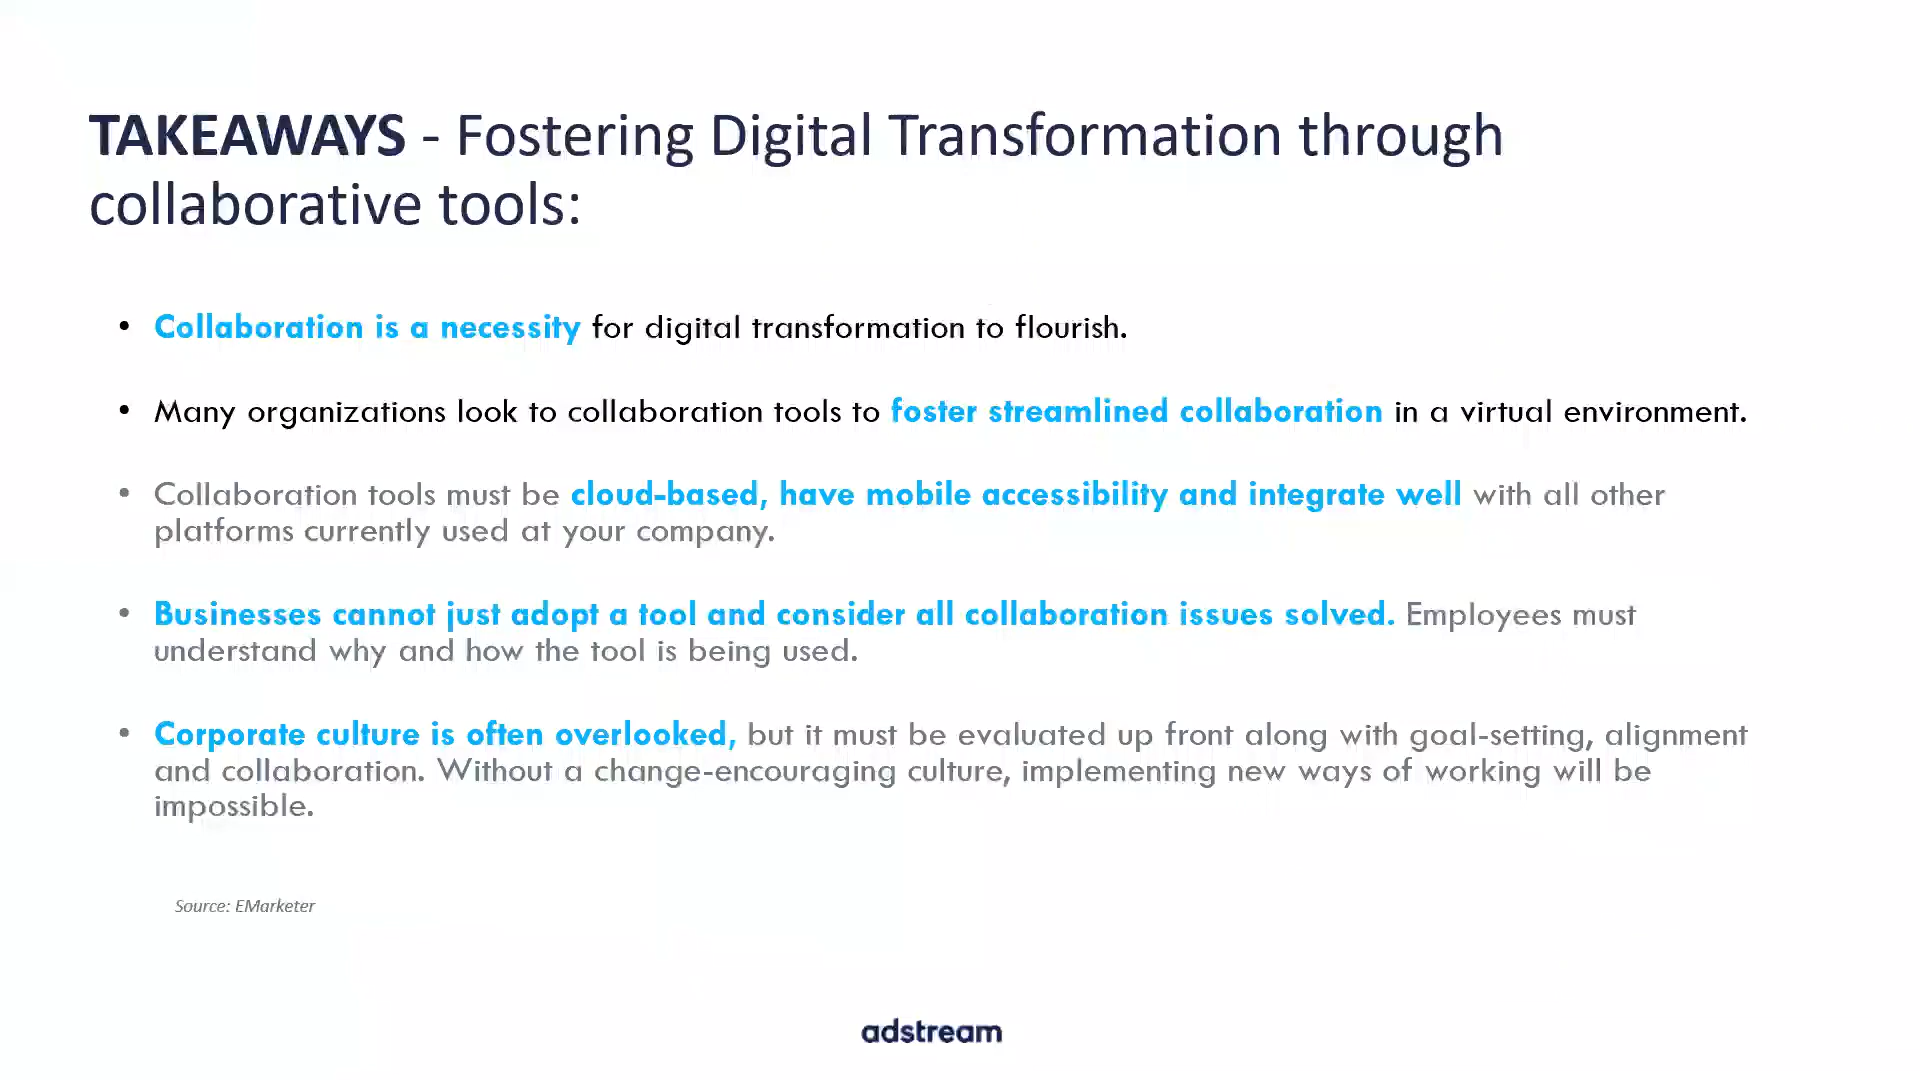 TAKEAWAYS - Fostering Digital Transformation through
collaborative tools:
• Collaboration is a necessity for digital transformation to flourish.
• Many organizations look to collaboration tools to foster streamlined collaboration in a virtual environment.
• Collaboration tools must be cloud-based, have mobile accessibility and integrate well with all other
platforms currently used at your company.
• Businesses cannot just adopt a tool and consider all collaboration issues solved. Employees must
understand why and how the tool is being used.
• Corporate culture is often overlooked, but it must be evaluated up front along with goal-setting, alignment
and collaboration. Without a change-encouraging culture, implementing new ways of working will be
impossible.
Source: EMarketer
adstream